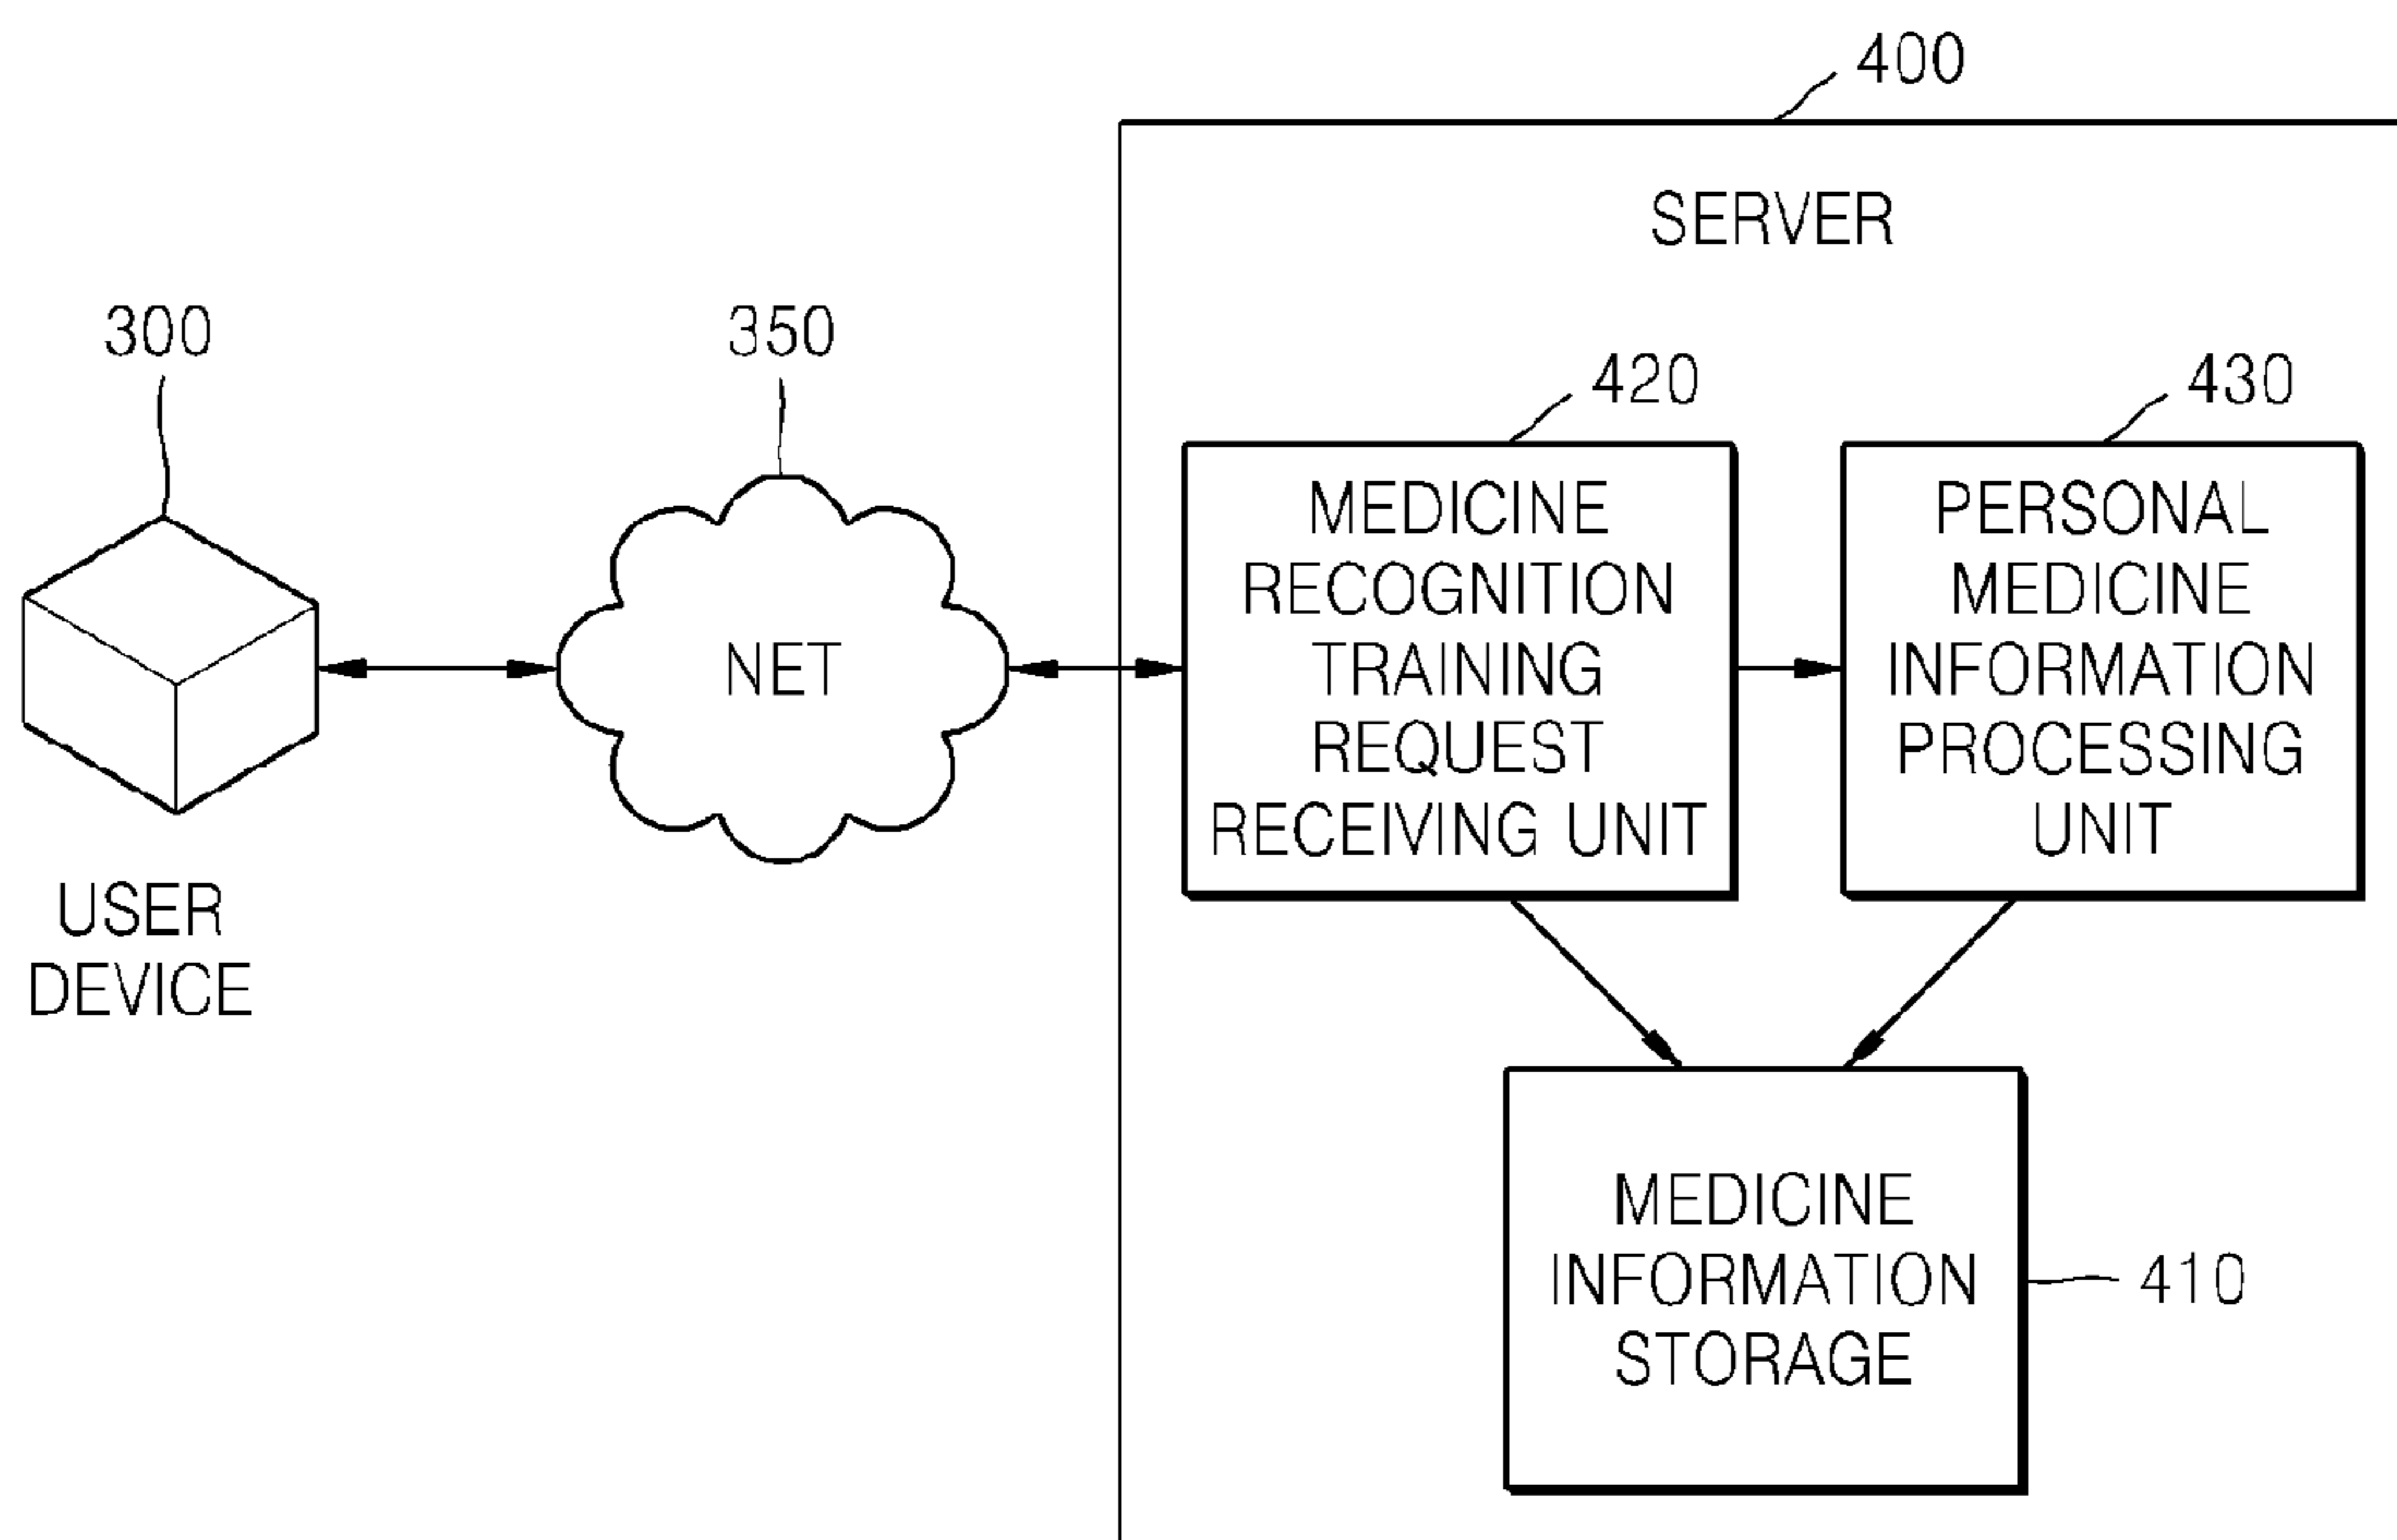 400
SERVER
300
350
420
430
MEDICINE
RECOGNITION
TRAINING
REQUEST
RECEIVING UNIT
PERSONAL
MEDICINE
INFORMATION
PROCESSING
UNIT
NET
USER
DEVICE
MEDICINE
INFORMATION
STORAGE
410